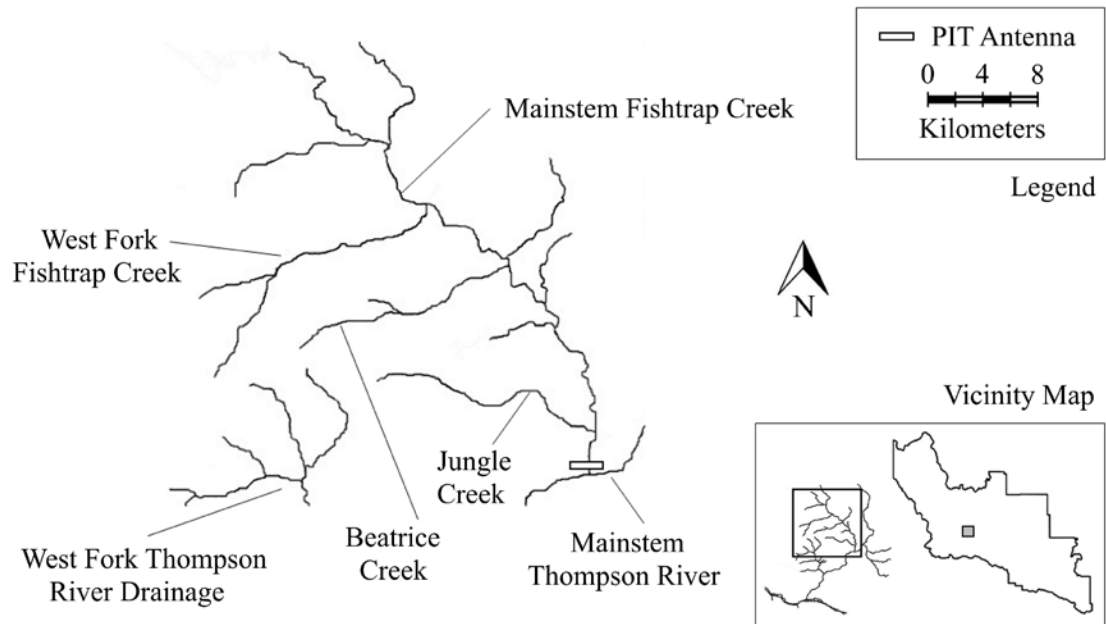 PIT Antenna
0 4 8
Kilometers
Legend
Mainstem Fishtrap Creek
West Fork
Fishtrap Creek
N
Vicinity Map
Jungle
Creek
Beatrice
Creek
West Fork Thompson
River Drainage
Mainstem
Thompson River